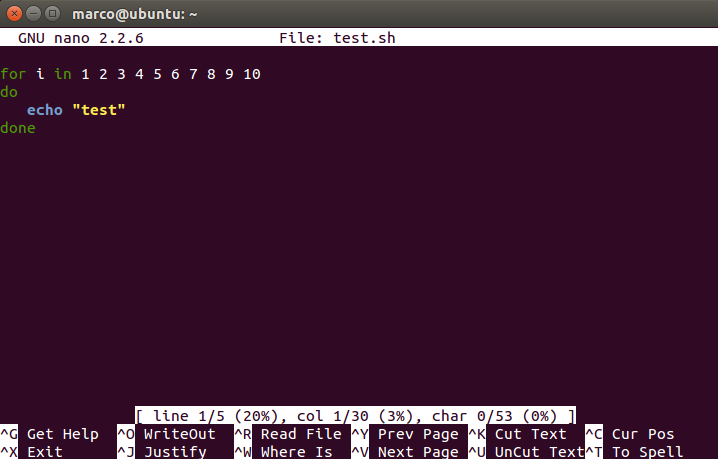 marco@ubuntu: ~
GNU nano 2.2.6 File: test.sh
for i in 1 2 3 4 5 6 7 8 9 10
do
echo "test"
done
[ line 1/5 (20%), col 1/30 (3%), char 0/53 (0%) ]
^G Get Help ^O WriteOut ^R Read File ^Y Prev Page ^K Cut Text ^C Cur Pos
^X Exit ^J Justify ^W Where Is ^V Next Page ^U UnCut Text ^T To Spell